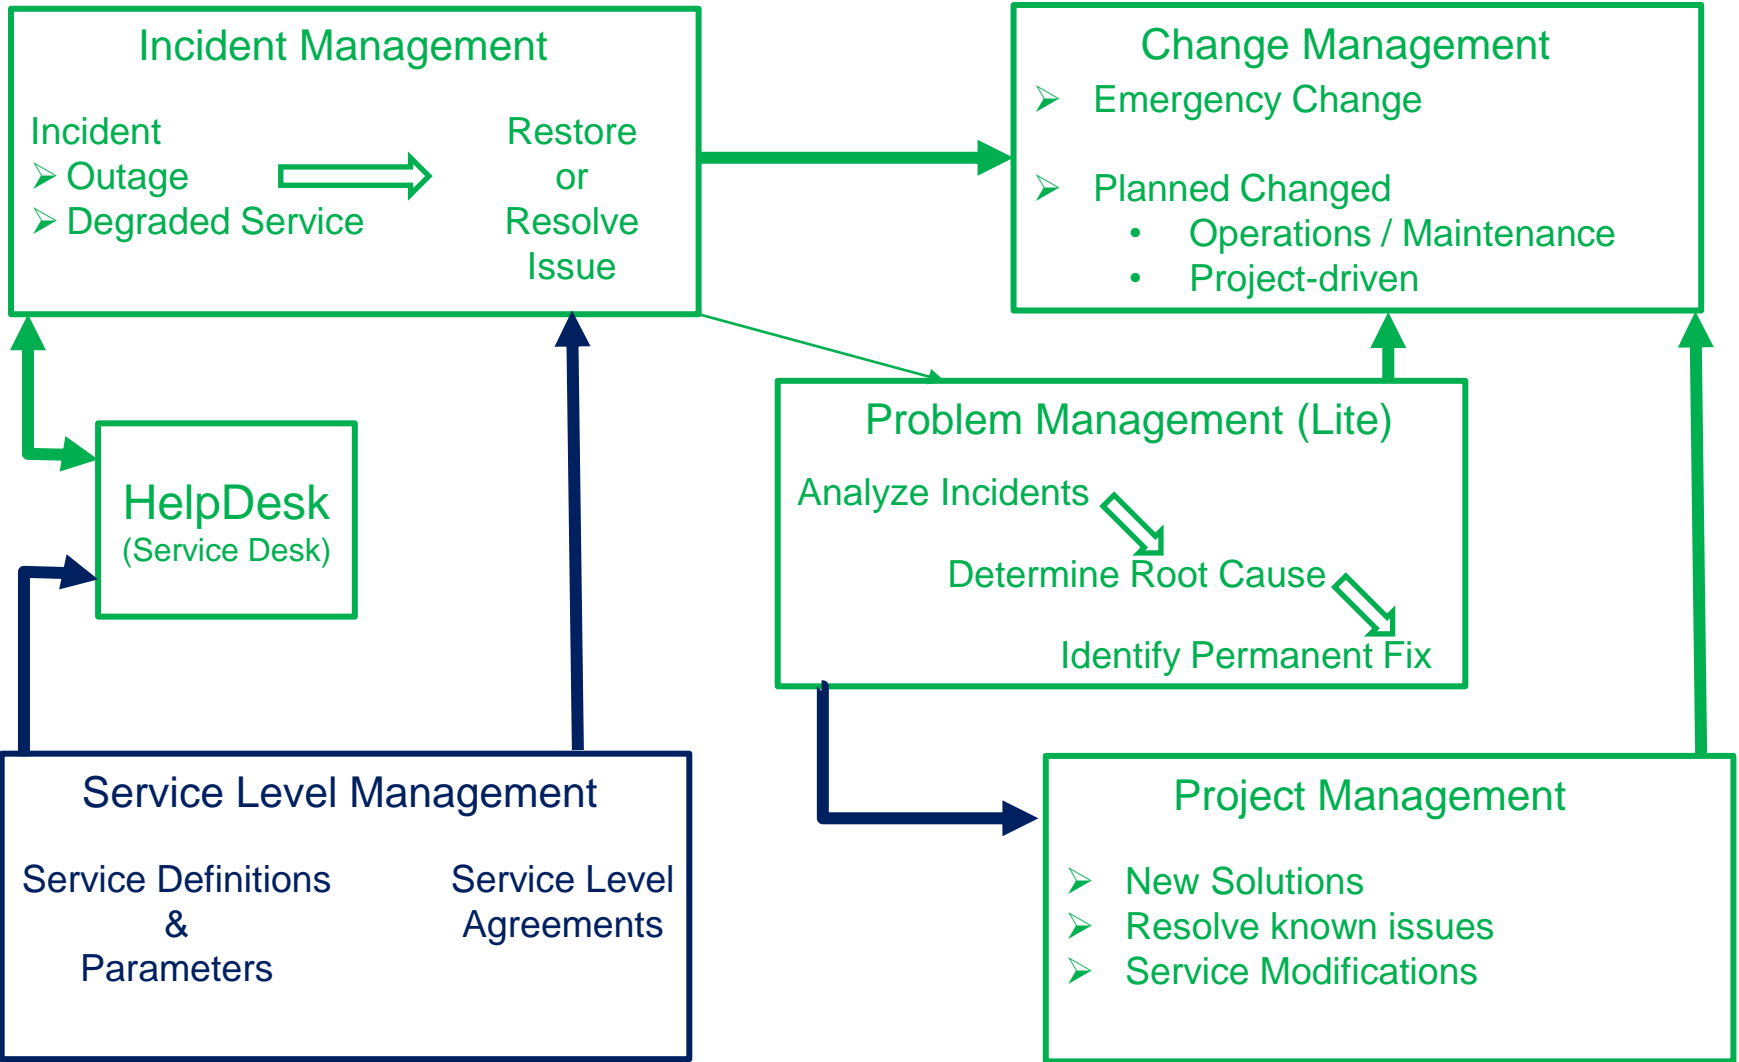 Incident Management
Incident
➢ Outage
➢ Degraded Service
Restore
or
Resolve
Issue
Change Management
➢ Emergency Change
➢ Planned Changed
• Operations / Maintenance
• Project-driven
HelpDesk
(Service Desk)
Problem Management (Lite)
Analyze Incidents
Determine Root Cause
Identify Permanent Fix
Service Level Management
Service Definitions
&
Parameters
Service Level
Agreements
Project Management
➢ New Solutions
➢ Resolve known issues
➢ Service Modifications